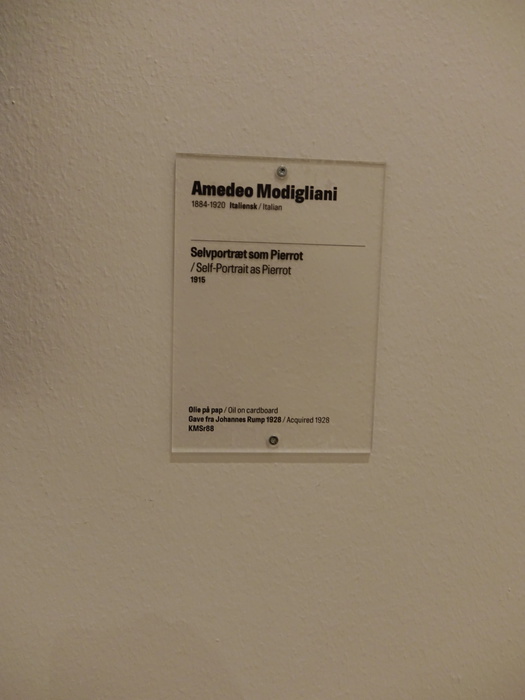 Amedeo Modigliani
1884-1920 Italiensk / Italian
Selvportræt som Pierrot
/ Self-Portrait as Pierrot
1915
Olie på pap / Oil on cardboard
Gave fra Johannes Rump 1928 / Acquired 1928
KMSr88